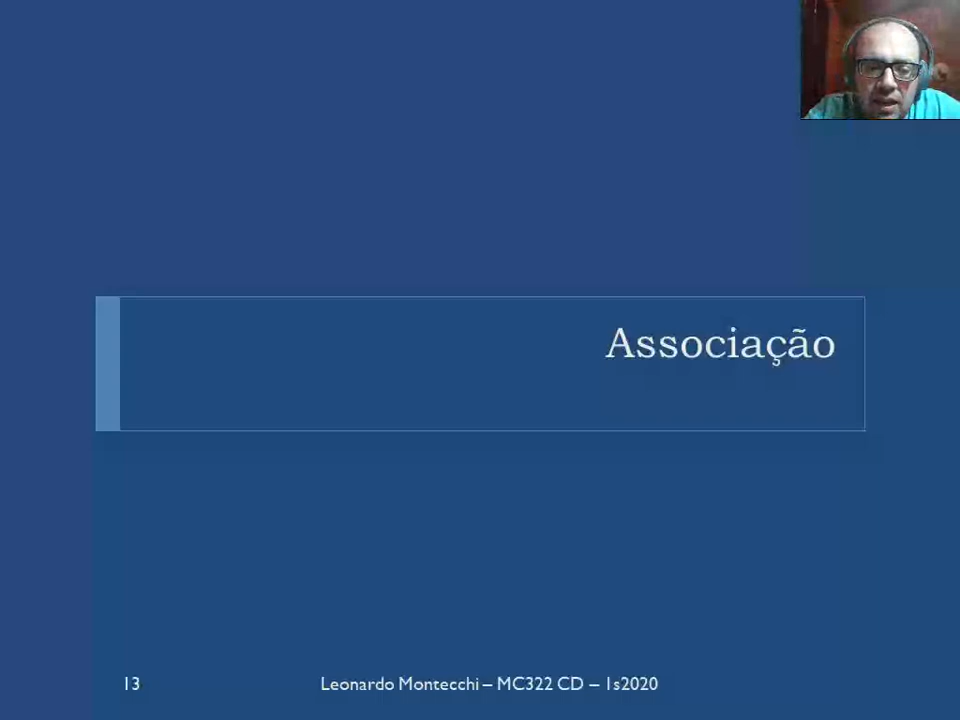 Associação
13
Leonardo Montecchi – MC322 CD – 1s2020